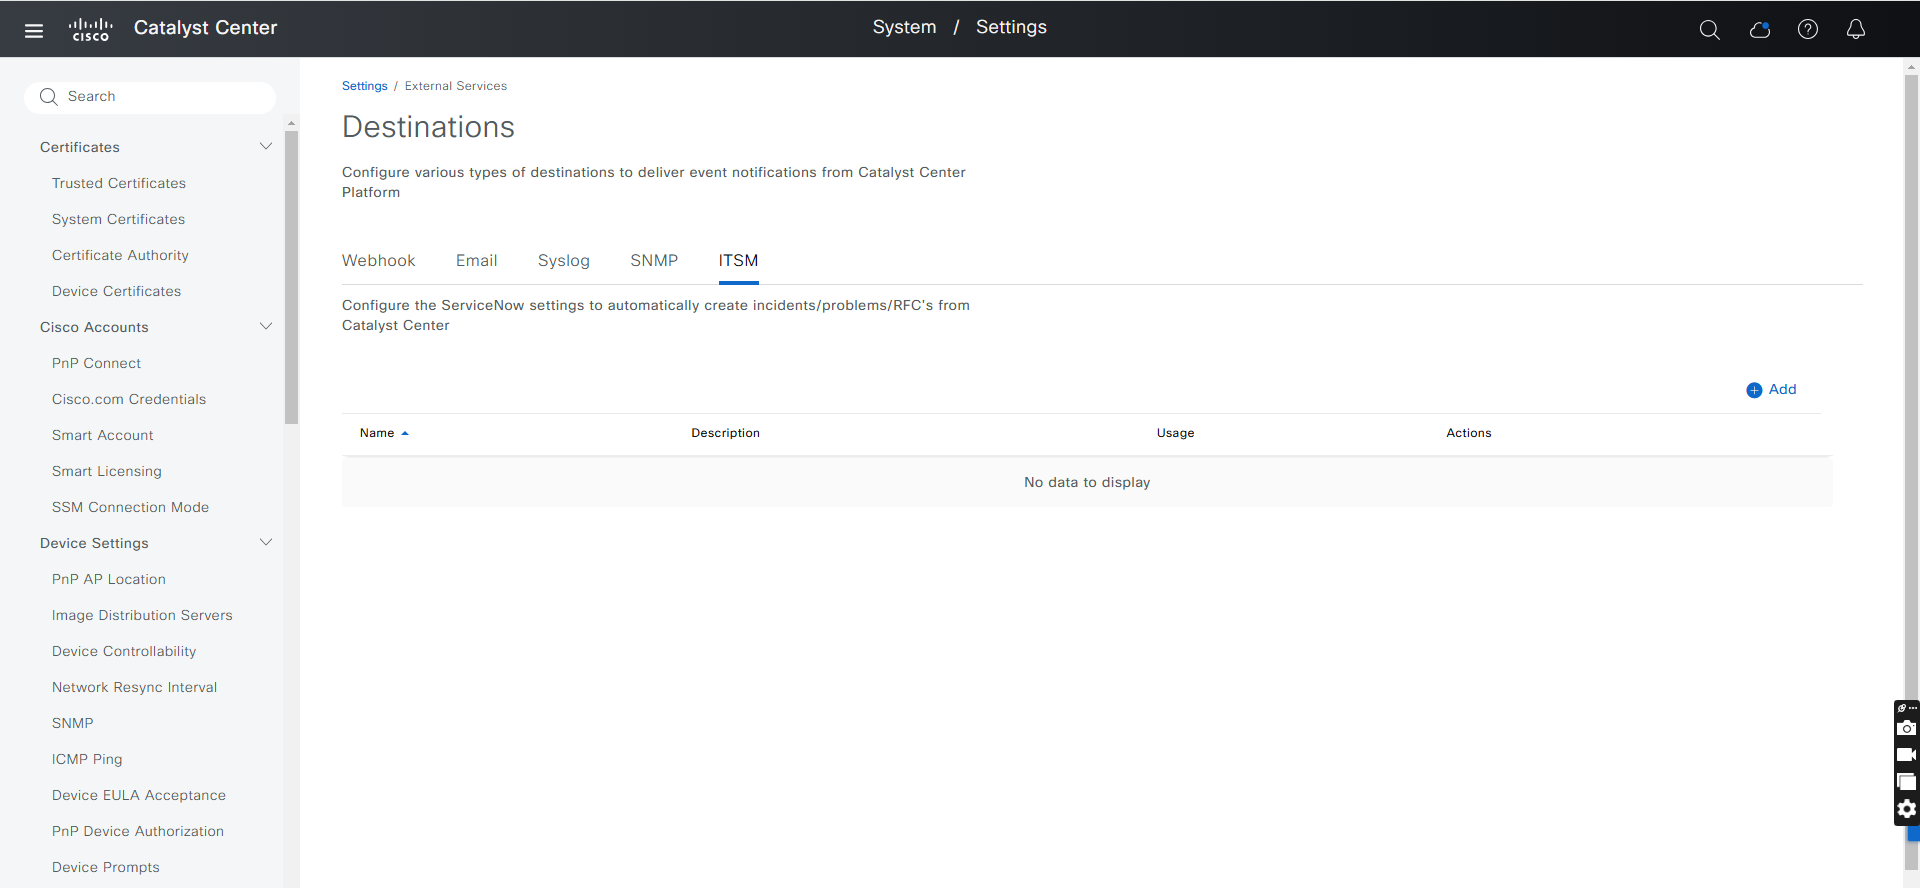 cisco
Catalyst Center
System / Settings
Search
Certificates
Trusted Certificates
System Certificates
Certificate Authority
Device Certificates
Cisco Accounts
PnP Connect
Cisco.com Credentials
Smart Account
Smart Licensing
SSM Connection Mode
Device Settings
PnP AP Location
Image Distribution Servers
Device Controllability
Network Resync Interval
SNMP
ICMP Ping
Device EULA Acceptance
PnP Device Authorization
Device Prompts
Settings / External Services
Destinations
Configure various types of destinations to deliver event notifications from Catalyst Center
Platform
Webhook Email Syslog SNMP ITSM
Configure the ServiceNow settings to automatically create incidents/problems/RFC's from
Catalyst Center
Add
Name Description Usage Actions
No data to display